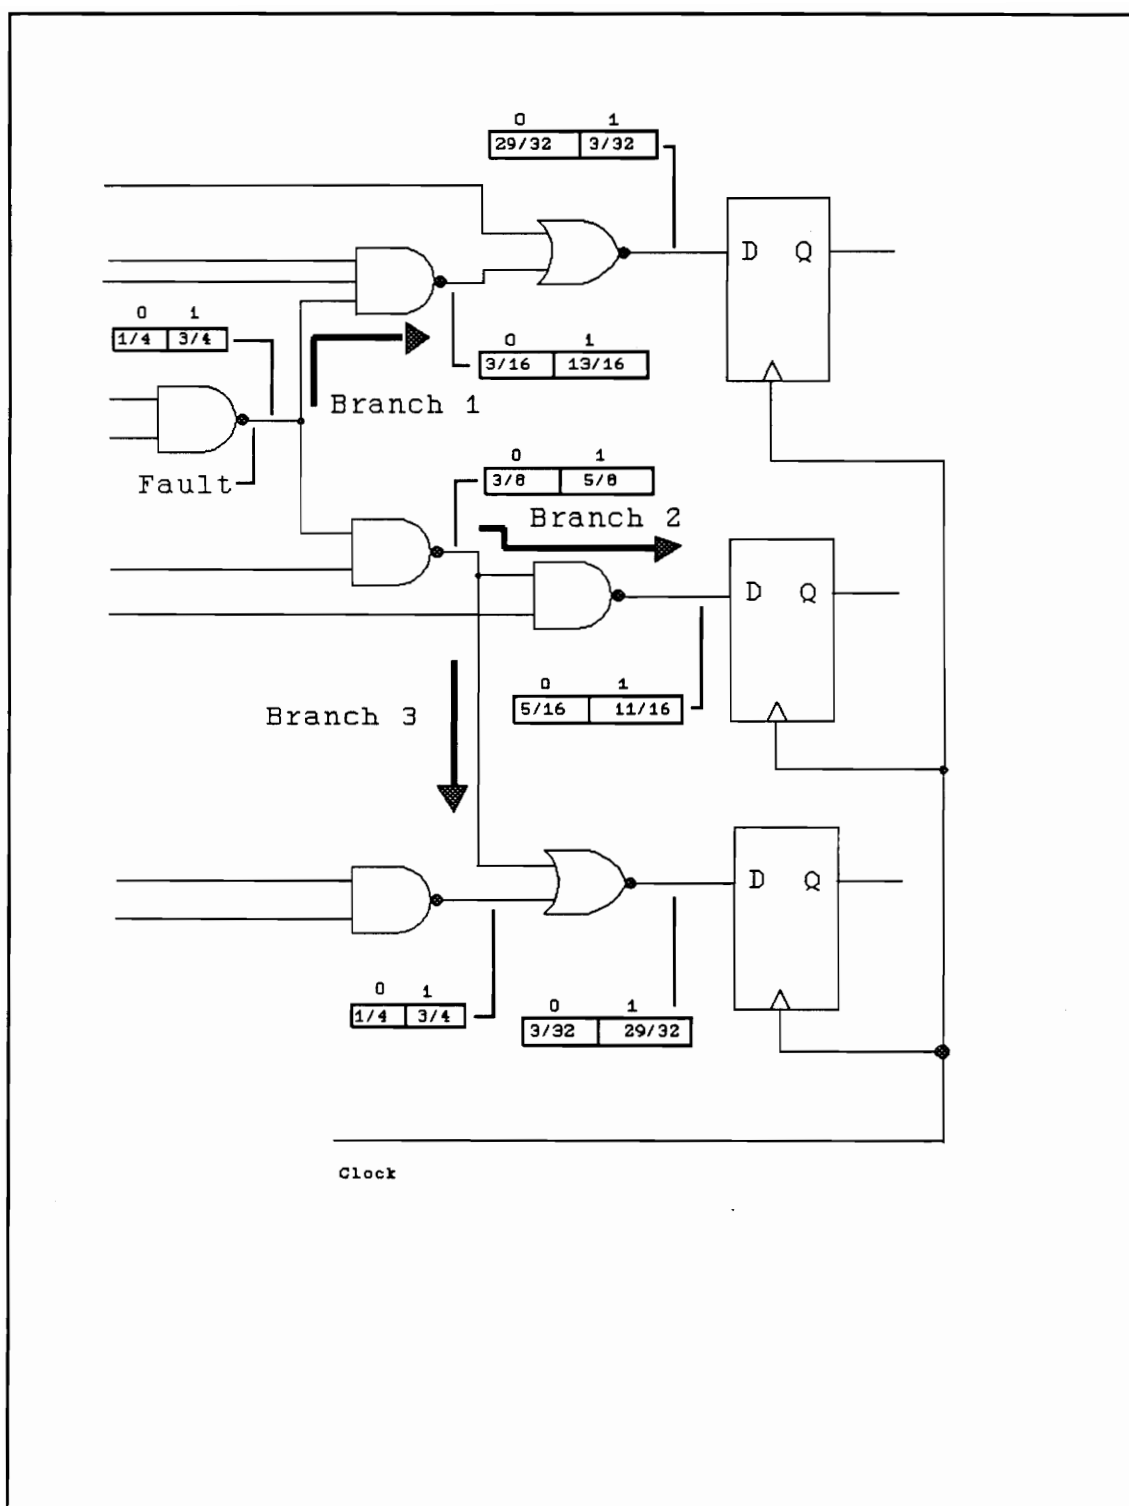 0 1
29/32 3/32
D Q
0 1
1/4 3/4
0 1
3/16 13/16
Branch 1
Fault
0 1
3/8 5/8
Branch 2
D Q
0 1
5/16 11/16
Branch 3
D Q
0 1
1/4 3/4
0 1
3/32 29/32
Clock